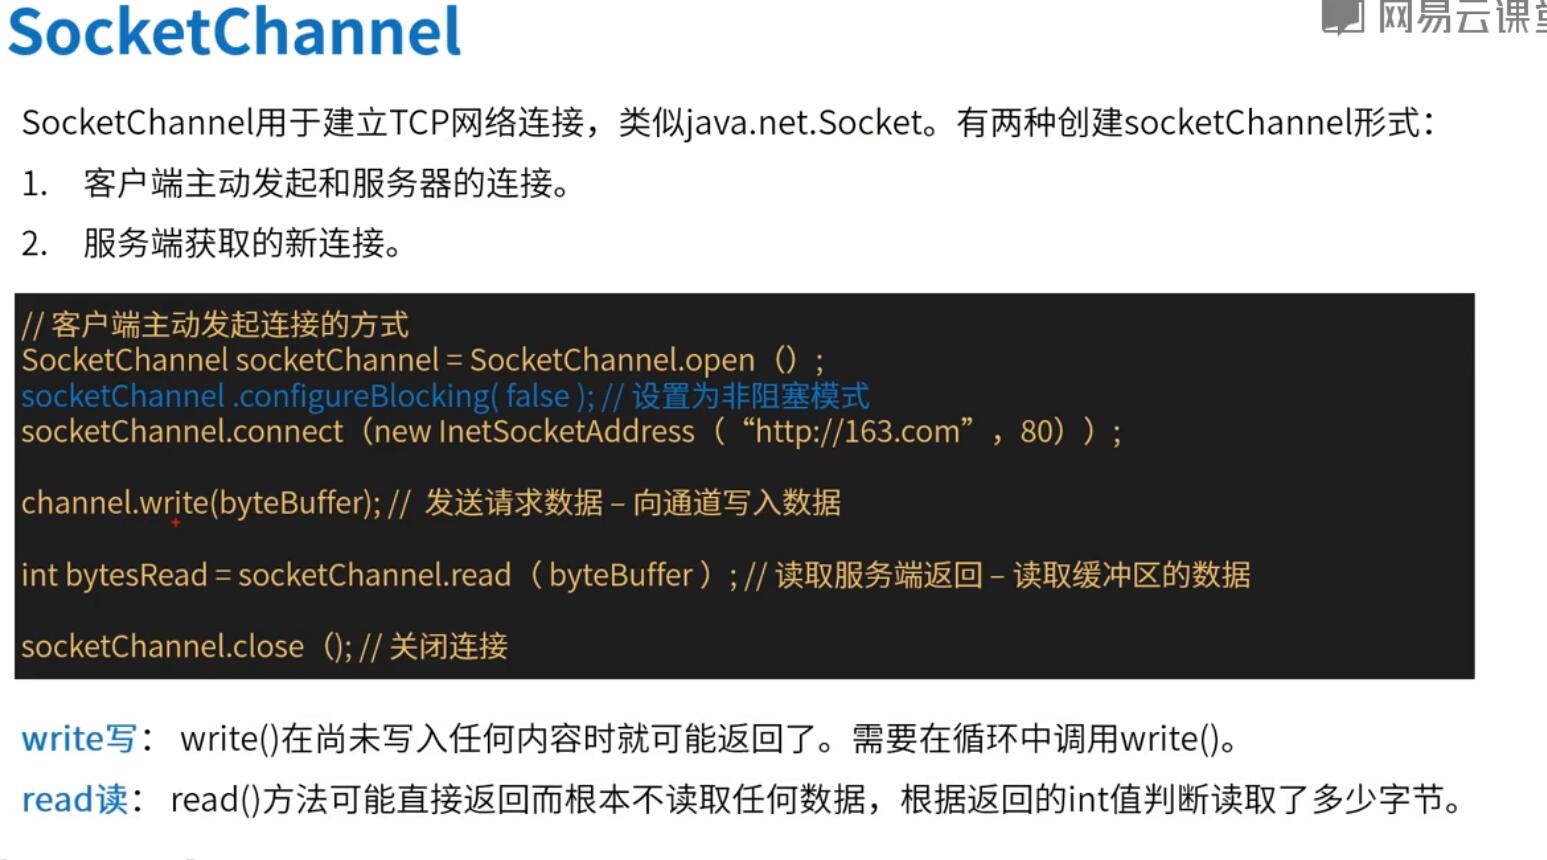 SocketChannel
网易云课堂
SocketChannel用于建立TCP网络连接，类似java.net.Socket。有两种创建socketChannel形式：
1. 客户端主动发起和服务器的连接。
2. 服务端获取的新连接。
// 客户端主动发起连接的方式
SocketChannel socketChannel = SocketChannel.open（）;
socketChannel .configureBlocking( false ); // 设置为非阻塞模式
socketChannel.connect（new InetSocketAddress（“http://163.com”，80））;
channel.write(byteBuffer); // 发送请求数据 – 向通道写入数据
int bytesRead = socketChannel.read（ byteBuffer ）; // 读取服务端返回 – 读取缓冲区的数据
socketChannel.close（); // 关闭连接
write写： write()在尚未写入任何内容时就可能返回了。需要在循环中调用write()。
read读： read()方法可能直接返回而根本不读取任何数据，根据返回的int值判断读取了多少字节。